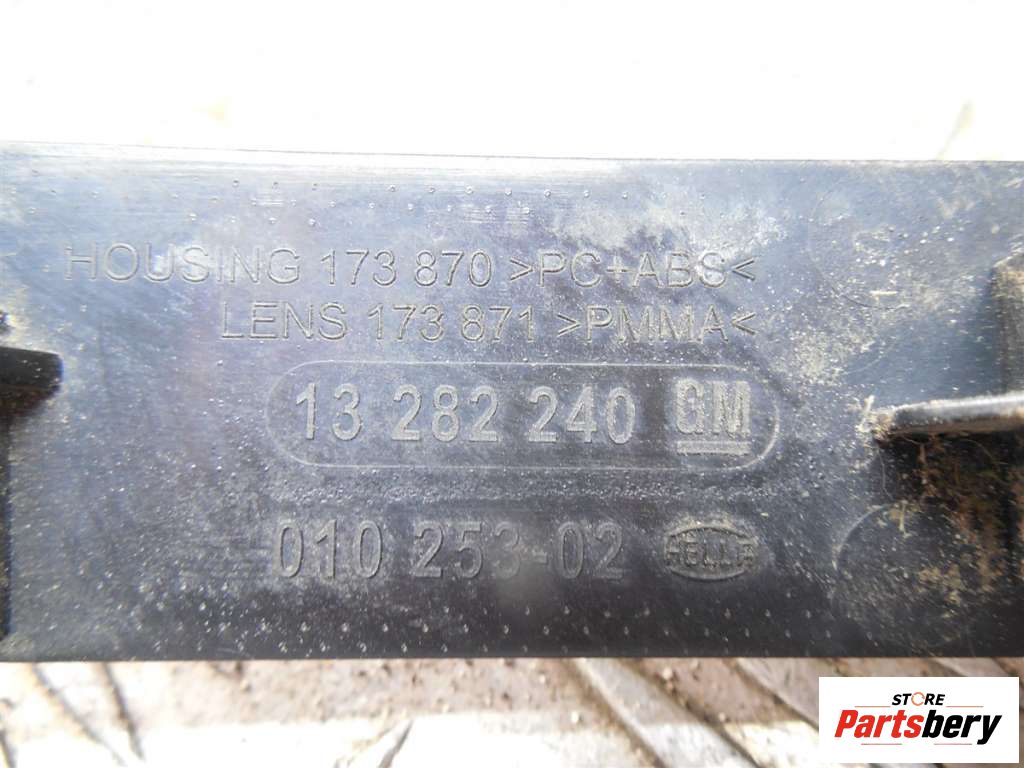 HOUSING 173 870 >PC+ABS<
LENS 173 871 >PMMA<
13 282 240 GM
010 253-02 HELLA
STORE
Partsbery